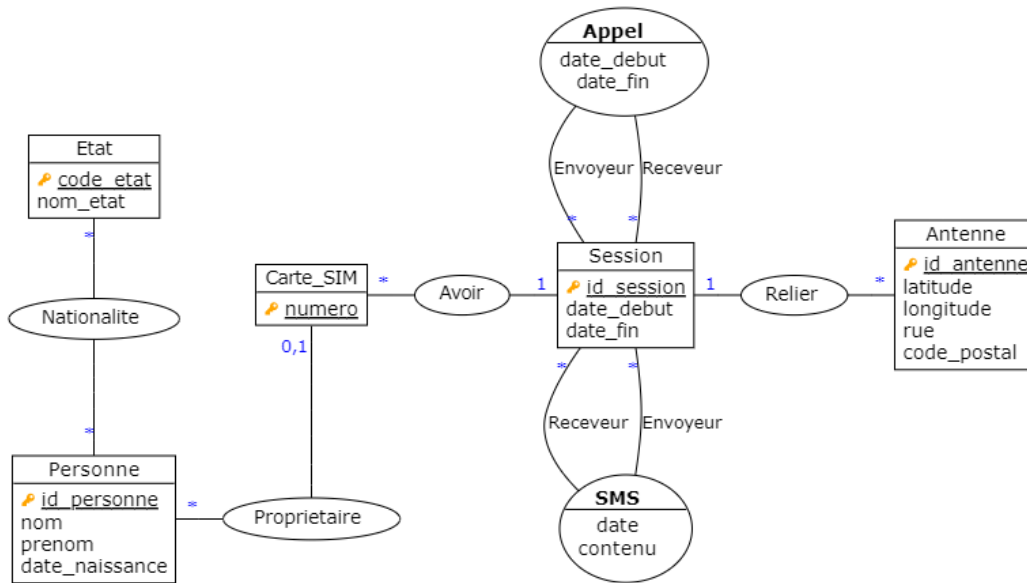 Appel
date_debut
date_fin
Envoyeur
Receveur
*
*
Etat
code_etat
nom_etat
*
Nationalite
*
Personne
id_personne
nom
prenom
date_naissance
*
Proprietaire
0,1
Carte_SIM
numero
*
Avoir
1
Session
id_session
date_debut
date_fin
1
Relier
*
Antenne
id_antenne
latitude
longitude
rue
code_postal
*
*
Receveur
Envoyeur
SMS
date
contenu